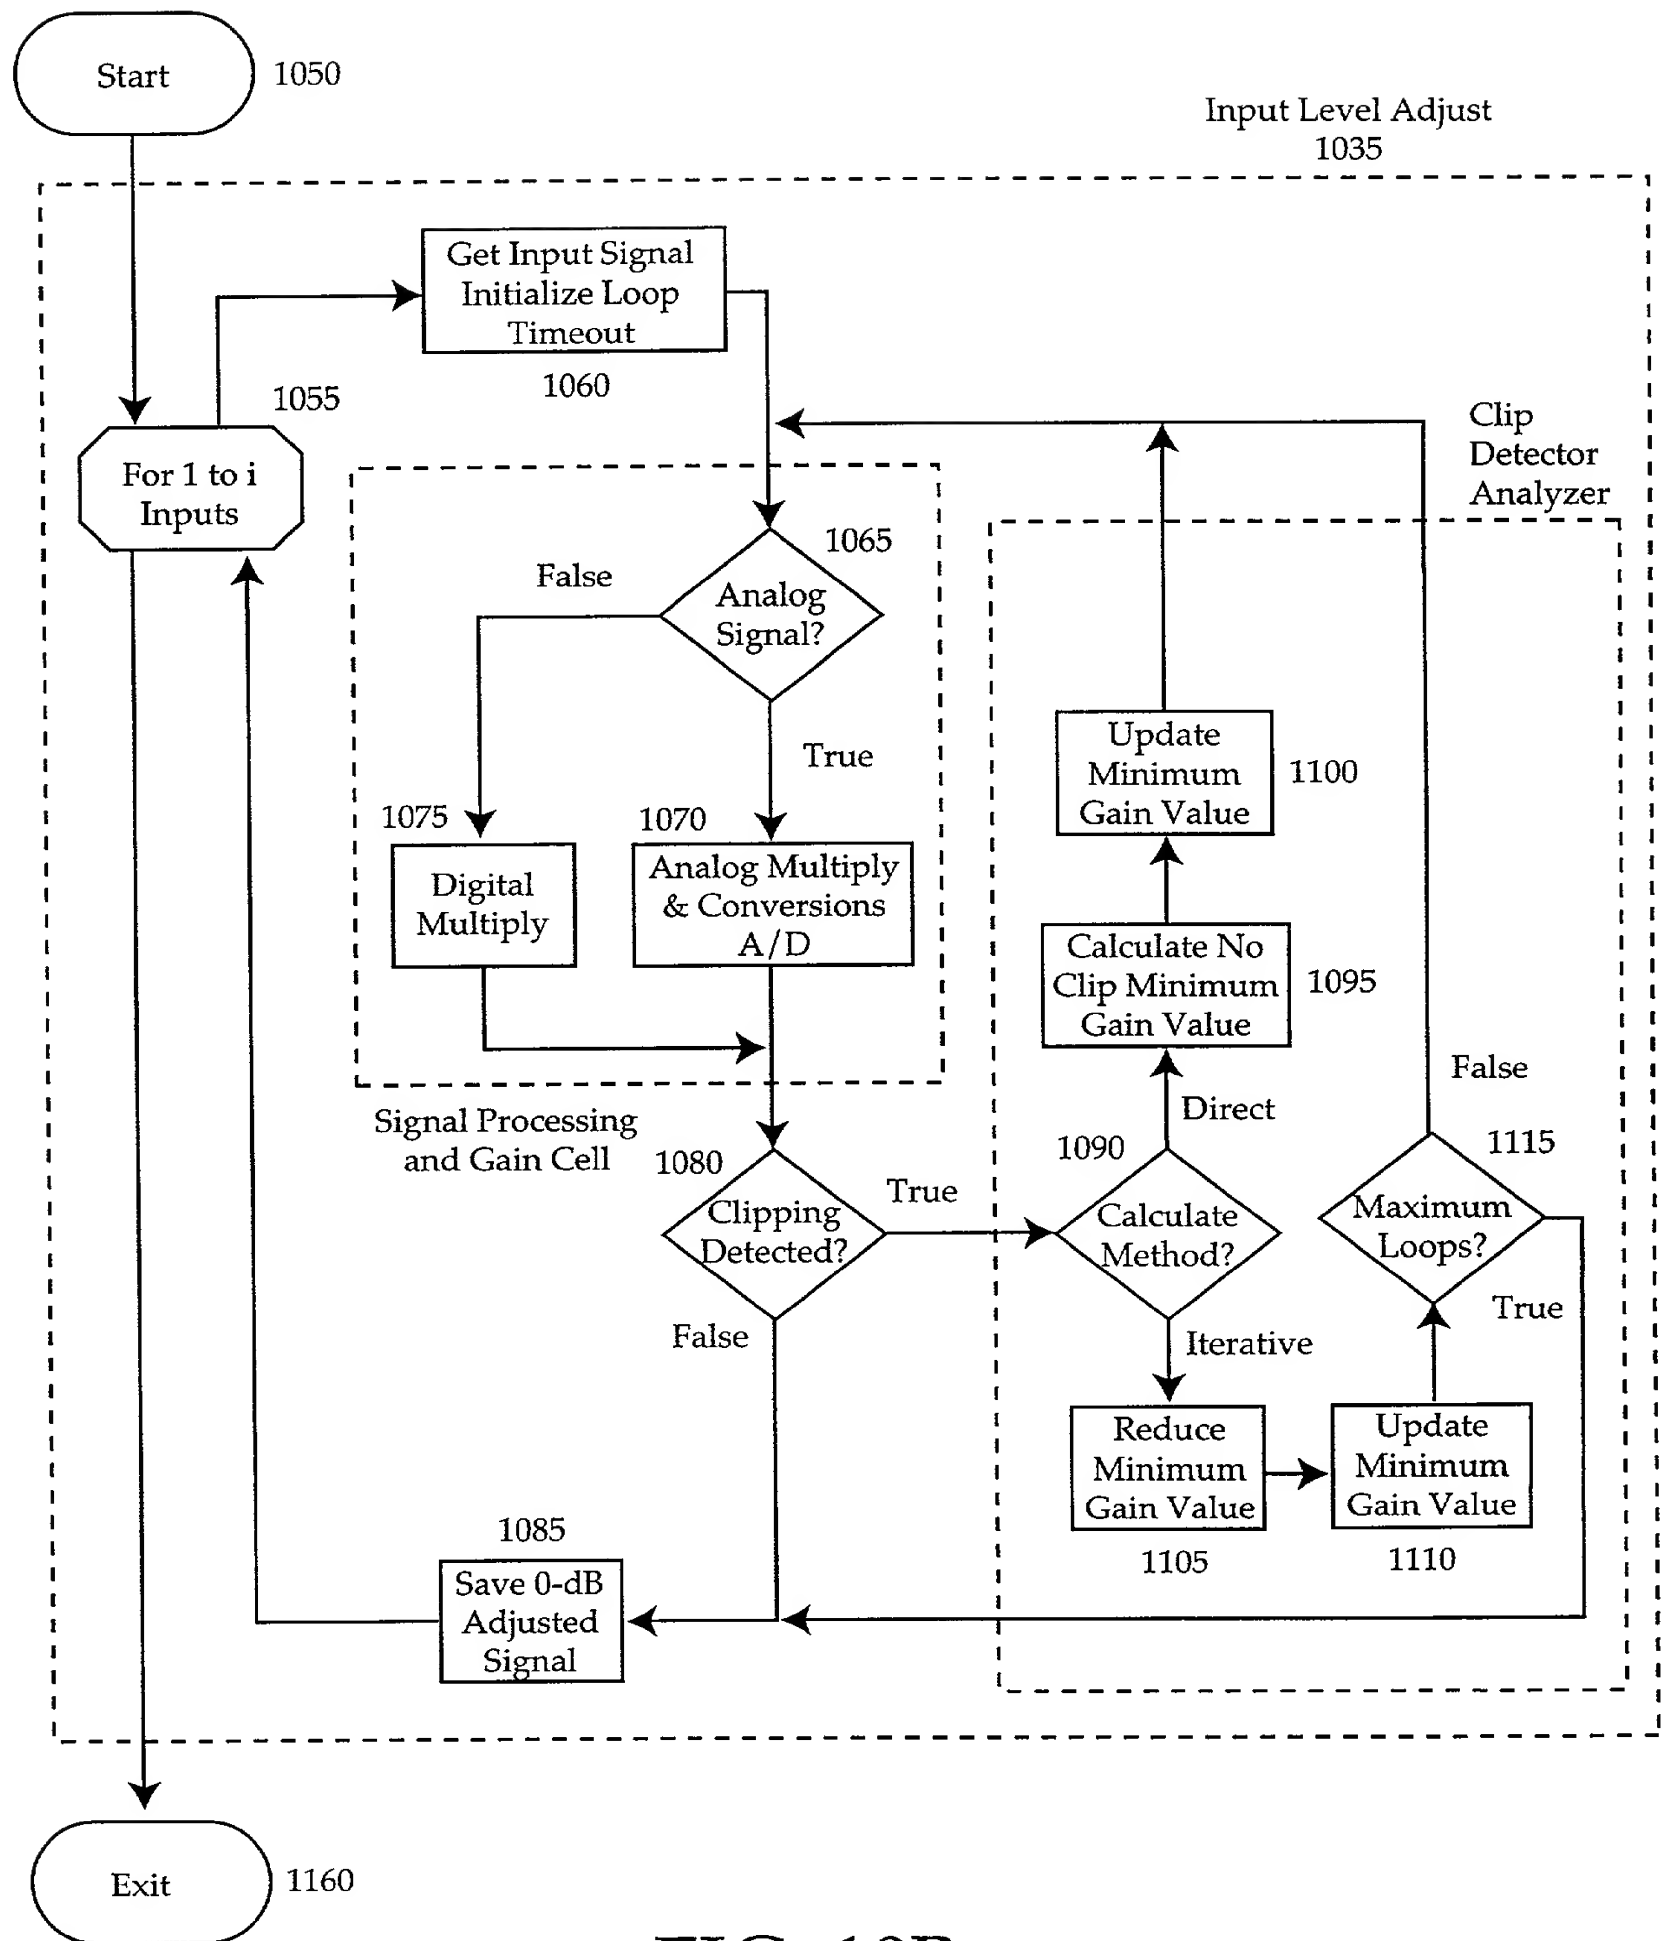 Start
1050
Input Level Adjust
1035
Get Input Signal
Initialize Loop
Timeout
1060
1055
For 1 to i
Inputs
Clip
Detector
Analyzer
1065
False
Analog
Signal?
True
1075
1070
Digital
Multiply
Analog Multiply
& Conversions
A/D
Update
Minimum
Gain Value
1100
Calculate No
Clip Minimum
Gain Value
1095
Signal Processing
and Gain Cell
1080
Clipping
Detected?
True
False
Direct
1090
Calculate
Method?
Iterative
False
1115
Maximum
Loops?
True
Reduce
Minimum
Gain Value
1105
Update
Minimum
Gain Value
1110
1085
Save 0-dB
Adjusted
Signal
Exit
1160